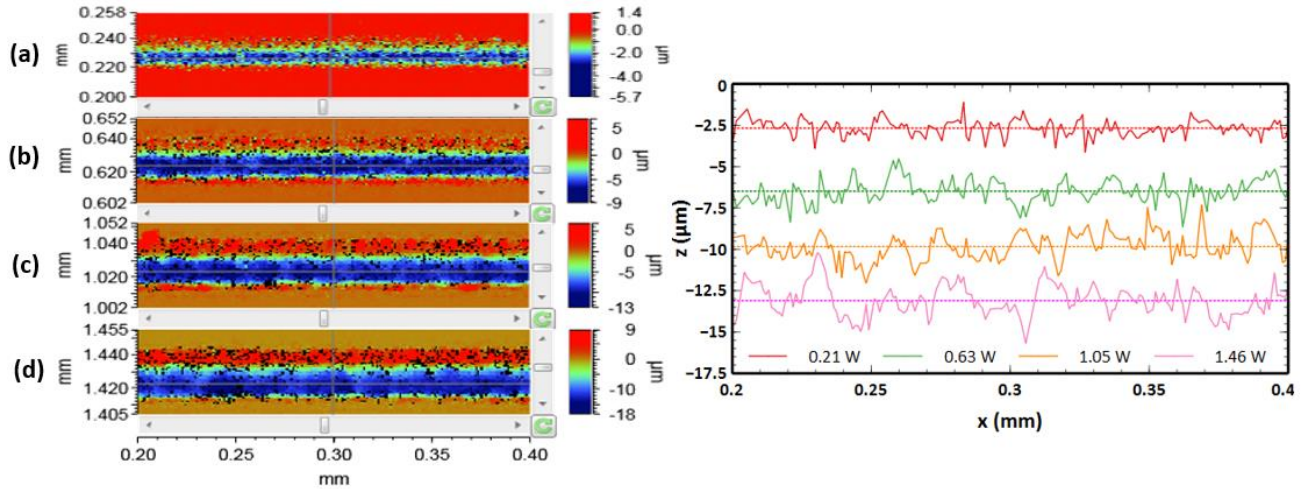 (a)
mm
0.258
0.240
0.220
0.200
1.4
0.0
-2.0
-4.0
-5.7
µm
(b)
mm
0.652
0.640
0.620
0.602
5
0
-5
-9
µm
(c)
mm
1.052
1.040
1.020
1.002
5
0
-5
-13
µm
(d)
mm
1.455
1.440
1.420
1.405
9
0
-10
-18
µm
0.20 0.25 0.30 0.35 0.40
mm
z (µm)
0
−2.5
−5
−7.5
−10
−12.5
−15
−17.5
0.21 W 0.63 W 1.05 W 1.46 W
0.2 0.25 0.3 0.35 0.4
x (mm)